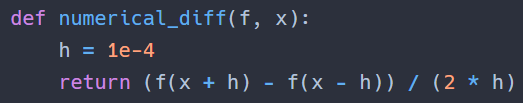 def numerical_diff(f, x):
    h = 1e-4
    return (f(x + h) - f(x - h)) / (2 * h)